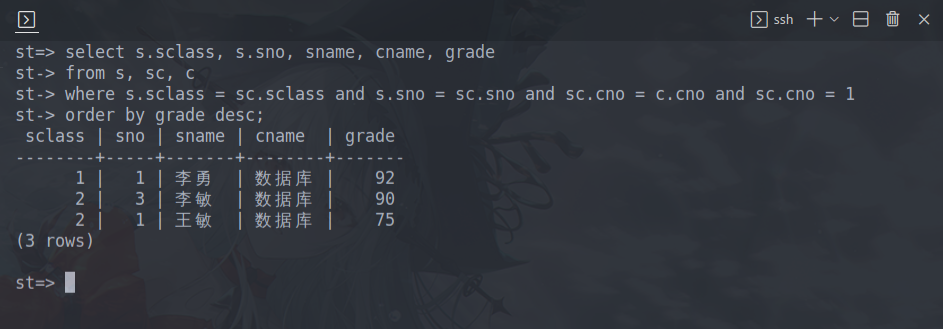 ssh
st=> select s.sclass, s.sno, sname, cname, grade
st-> from s, sc, c
st-> where s.sclass = sc.sclass and s.sno = sc.sno and sc.cno = c.cno and sc.cno = 1
st-> order by grade desc;
 sclass | sno | sname | cname  | grade
--------+-----+-------+--------+-------
      1 |   1 | 李勇  | 数据库 |    92
      2 |   3 | 李敏  | 数据库 |    90
      2 |   1 | 王敏  | 数据库 |    75
(3 rows)
st=>